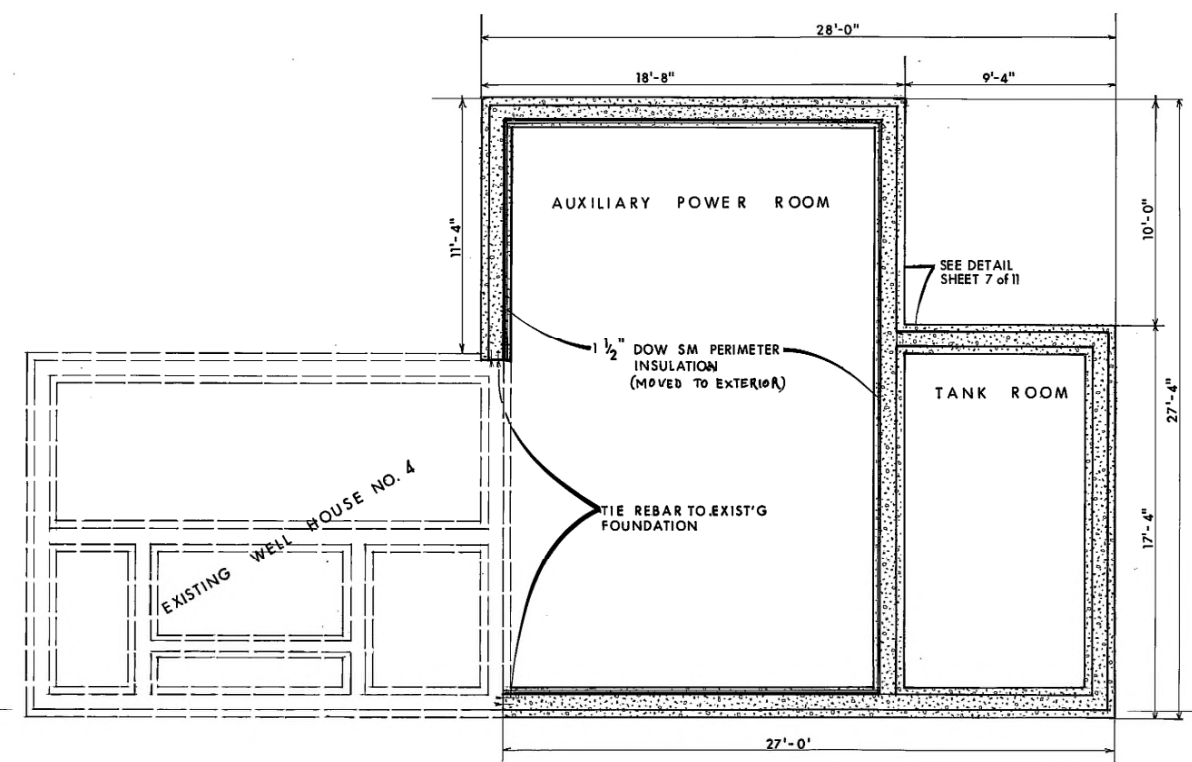 28'-0"
18'-8"
9'-4"
AUXILIARY POWER ROOM
11'-4"
10'-0"
SEE DETAIL
SHEET 7 of 11
1 1/2" DOW SM PERIMETER
INSULATION
(MOVED TO EXTERIOR)
TANK ROOM
27'-4"
EXISTING WELL HOUSE NO. 4
TIE REBAR TO EXIST'G
FOUNDATION
17'-4"
27'-0'